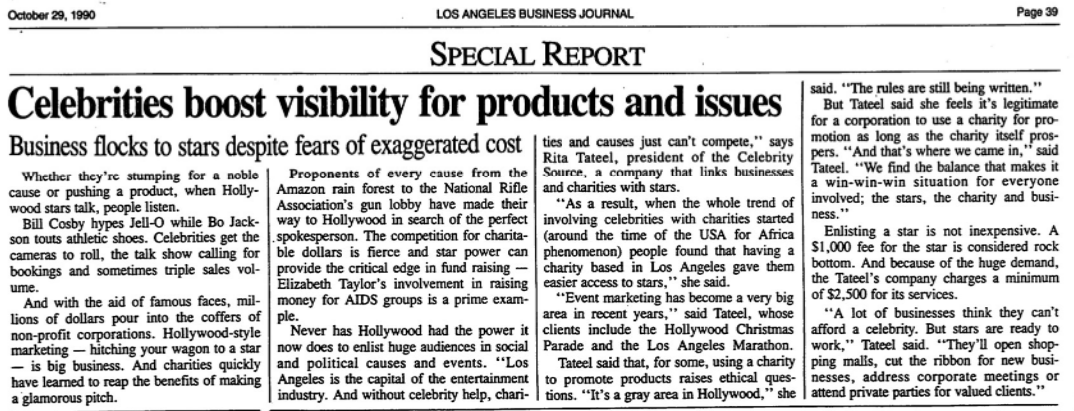 October 29, 1990
LOS ANGELES BUSINESS JOURNAL
Page 39
SPECIAL REPORT
Celebrities boost visibility for products and issues
Business flocks to stars despite fears of exaggerated cost
Whether they're stumping for a noble
cause or pushing a product, when Holly-
wood stars talk, people listen.
Bill Cosby hypes Jell-O while Bo Jack-
son touts athletic shoes. Celebrities get the
cameras to roll, the talk show calling for
bookings and sometimes triple sales vol-
ume.
And with the aid of famous faces, mil-
lions of dollars pour into the coffers of
non-profit corporations. Hollywood-style
marketing — hitching your wagon to a star
— is big business. And charities quickly
have learned to reap the benefits of making
a glamorous pitch.
Proponents of every cause from the
Amazon rain forest to the National Rifle
Association's gun lobby have made their
way to Hollywood in search of the perfect
spokesperson. The competition for charita-
ble dollars is fierce and star power can
provide the critical edge in fund raising —
Elizabeth Taylor's involvement in raising
money for AIDS groups is a prime exam-
ple.
Never has Hollywood had the power it
now does to enlist huge audiences in social
and political causes and events. "Los
Angeles is the capital of the entertainment
industry. And without celebrity help, chari-
ties and causes just can't compete," says
Rita Tateel, president of the Celebrity
Source, a company that links businesses
and charities with stars.
"As a result, when the whole trend of
involving celebrities with charities started
(around the time of the USA for Africa
phenomenon) people found that having a
charity based in Los Angeles gave them
easier access to stars," she said.
"Event marketing has become a very big
area in recent years," said Tateel, whose
clients include the Hollywood Christmas
Parade and the Los Angeles Marathon.
Tateel said that, for some, using a charity
to promote products raises ethical ques-
tions. "It's a gray area in Hollywood," she
said. "The rules are still being written."
But Tateel said she feels it's legitimate
for a corporation to use a charity for pro-
motion as long as the charity itself pros-
pers. "And that's where we came in," said
Tateel. "We find the balance that makes it
a win-win-win situation for everyone
involved; the stars, the charity and busi-
ness."
Enlisting a star is not inexpensive. A
$1,000 fee for the star is considered rock
bottom. And because of the huge demand,
the Tateel's company charges a minimum
of $2,500 for its services.
"A lot of businesses think they can't
afford a celebrity. But stars are ready to
work," Tateel said. "They'll open shop-
ping malls, cut the ribbon for new busi-
nesses, address corporate meetings or
attend private parties for valued clients."